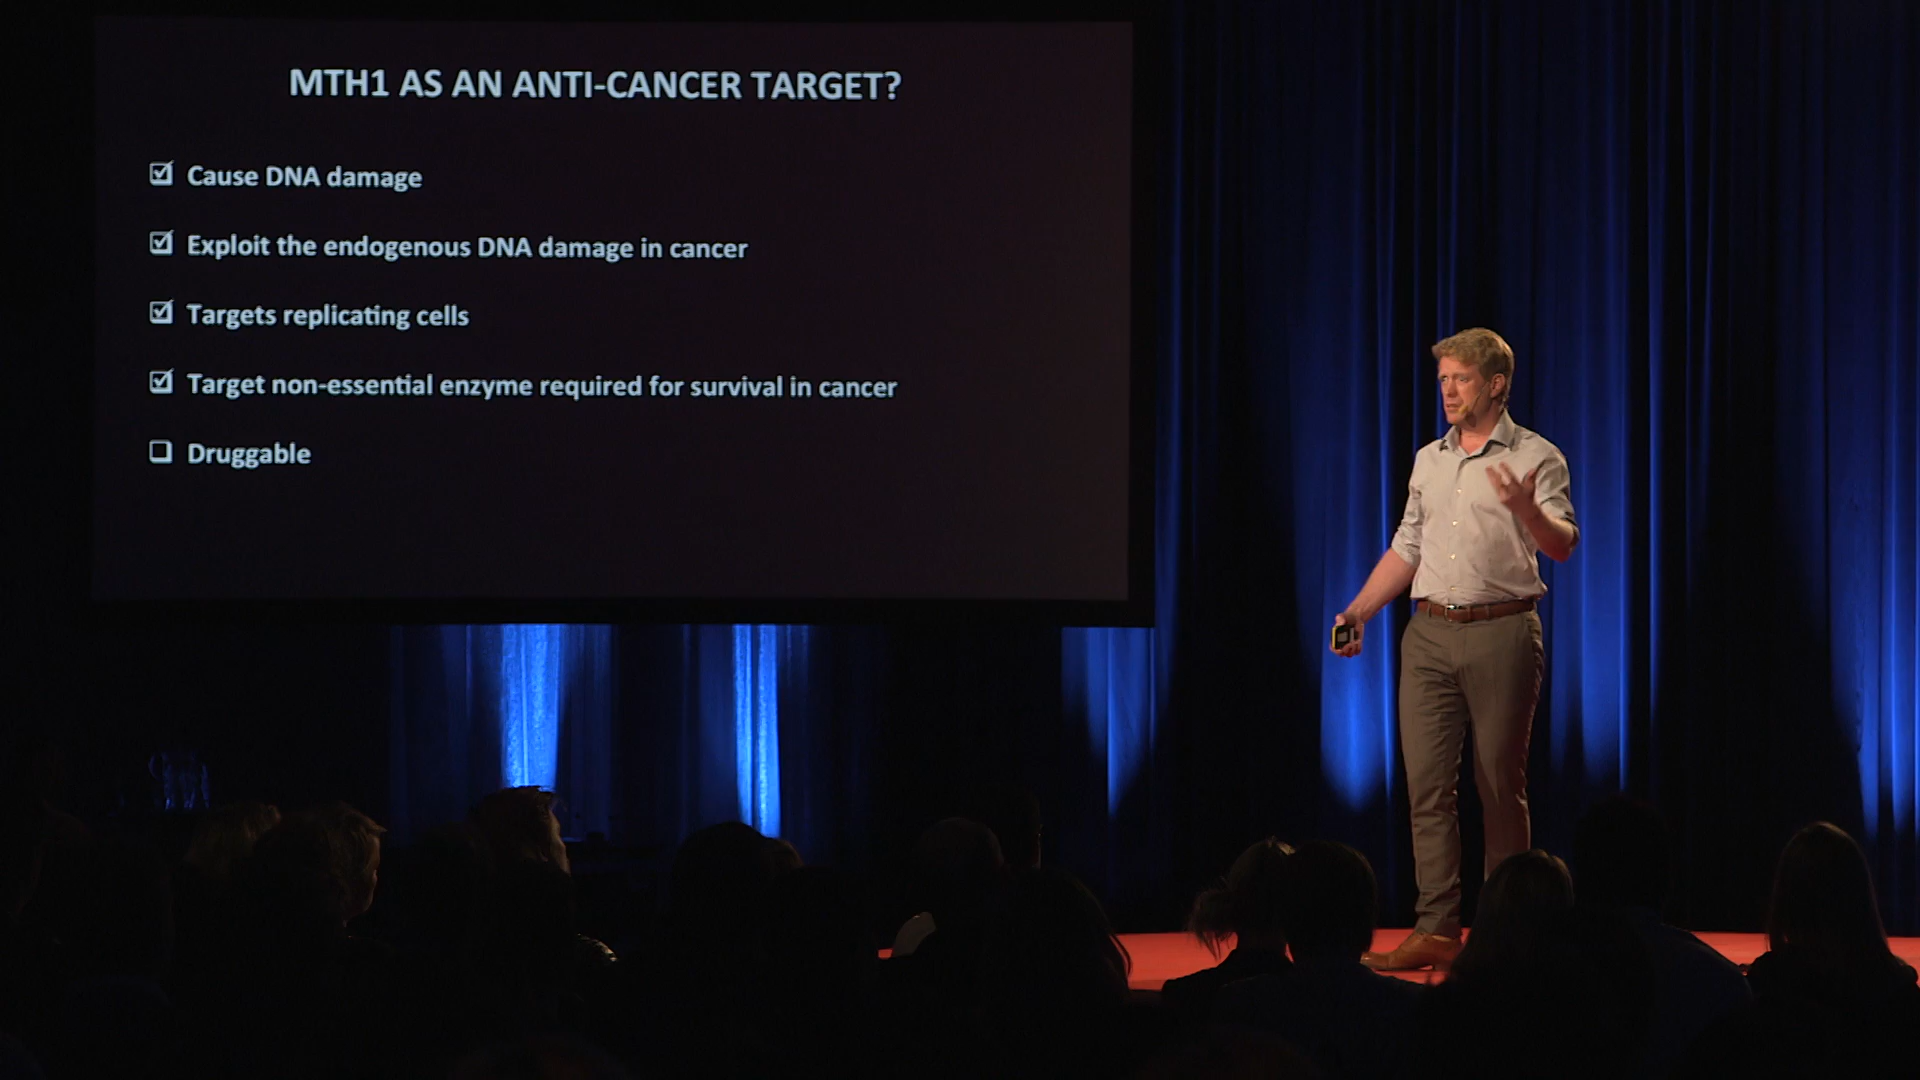 MTH1 AS AN ANTI-CANCER TARGET?
Cause DNA damage
Exploit the endogenous DNA damage in cancer
Targets replicating cells
Target non-essential enzyme required for survival in cancer
Druggable